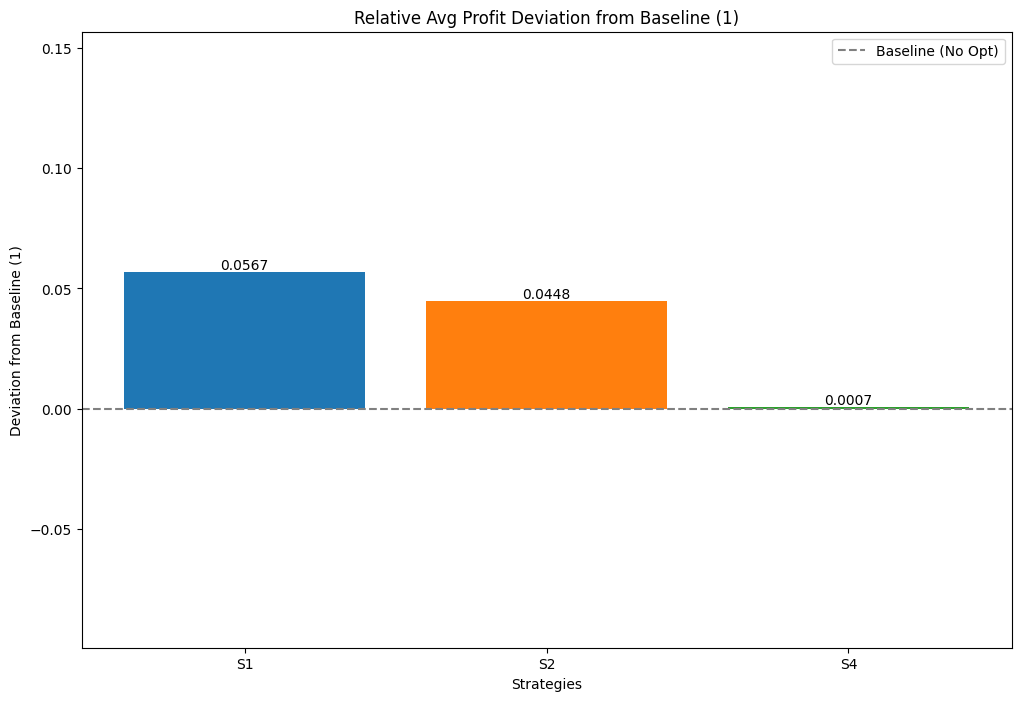 Relative Avg Profit Deviation from Baseline (1)
Baseline (No Opt)
Deviation from Baseline (1)
0.15
0.10
0.05
0.00
−0.05
0.0567
0.0448
0.0007
S1
S2
S4
Strategies